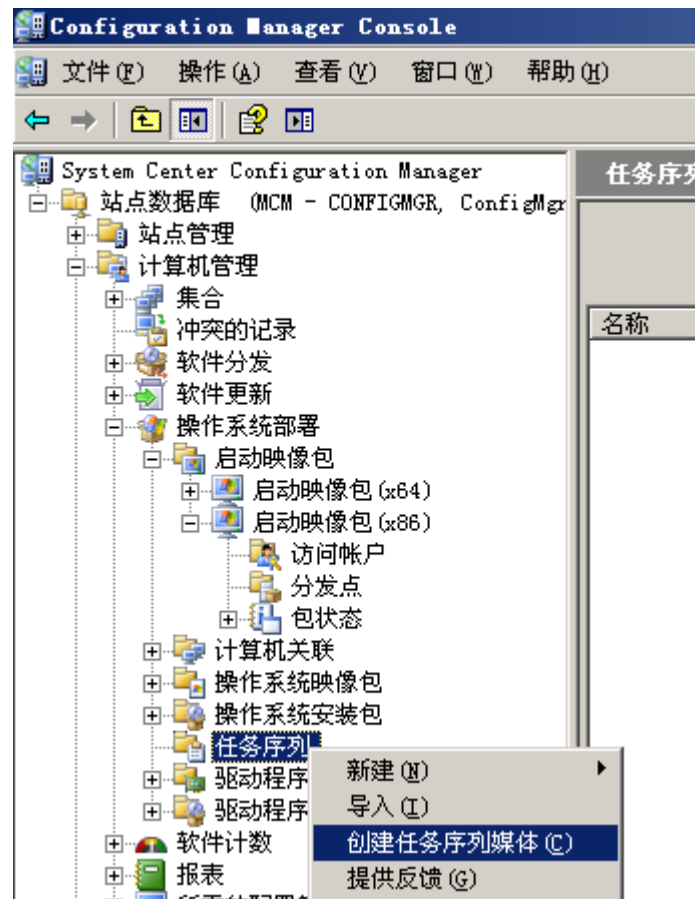 Configuration Manager Console
文件(F) 操作(A) 查看(V) 窗口(W) 帮助(H)
System Center Configuration Manager
站点数据库 (MCM - CONFIGMGR, ConfigMgr
站点管理
计算机管理
集合
冲突的记录
软件分发
软件更新
操作系统部署
启动映像包
启动映像包(x64)
启动映像包(x86)
访问帐户
分发点
包状态
计算机关联
操作系统映像包
操作系统安装包
任务序列
驱动程序
驱动程序
软件计数
报表
任务序
名称
新建(N)
导入(I)
创建任务序列媒体(C)
提供反馈(G)